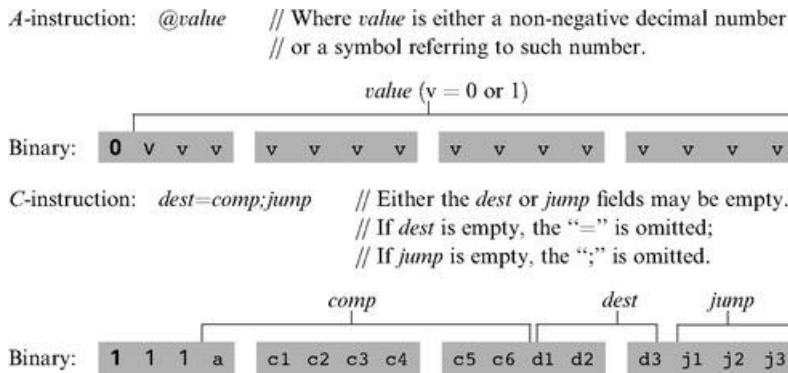 A-instruction: @value // Where value is either a non-negative decimal number
// or a symbol referring to such number.
value (v = 0 or 1)
Binary: 0 v v v v v v v v v v v v v v v
C-instruction: dest=comp;jump // Either the dest or jump fields may be empty.
// If dest is empty, the “=” is omitted;
// If jump is empty, the “;” is omitted.
comp dest jump
Binary: 1 1 1 a c1 c2 c3 c4 c5 c6 d1 d2 d3 j1 j2 j3